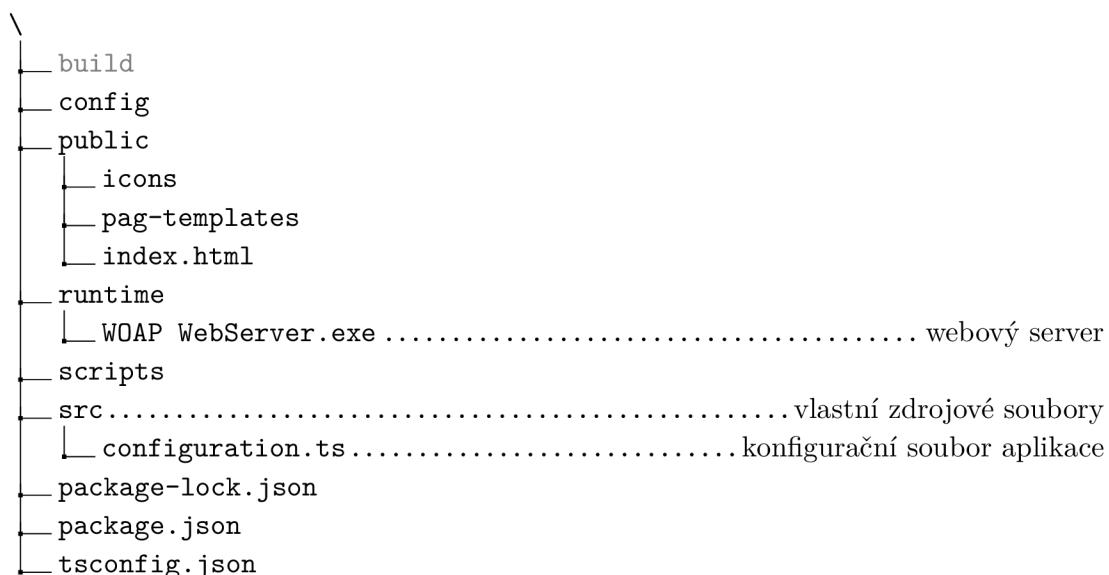 \
build
config
public
icons
pag-templates
index.html
runtime
WOAP WebServer.exe ........................................ webový server
scripts
src................................................... vlastní zdrojové soubory
configuration.ts............................. konfigurační soubor aplikace
package-lock.json
package.json
tsconfig.json